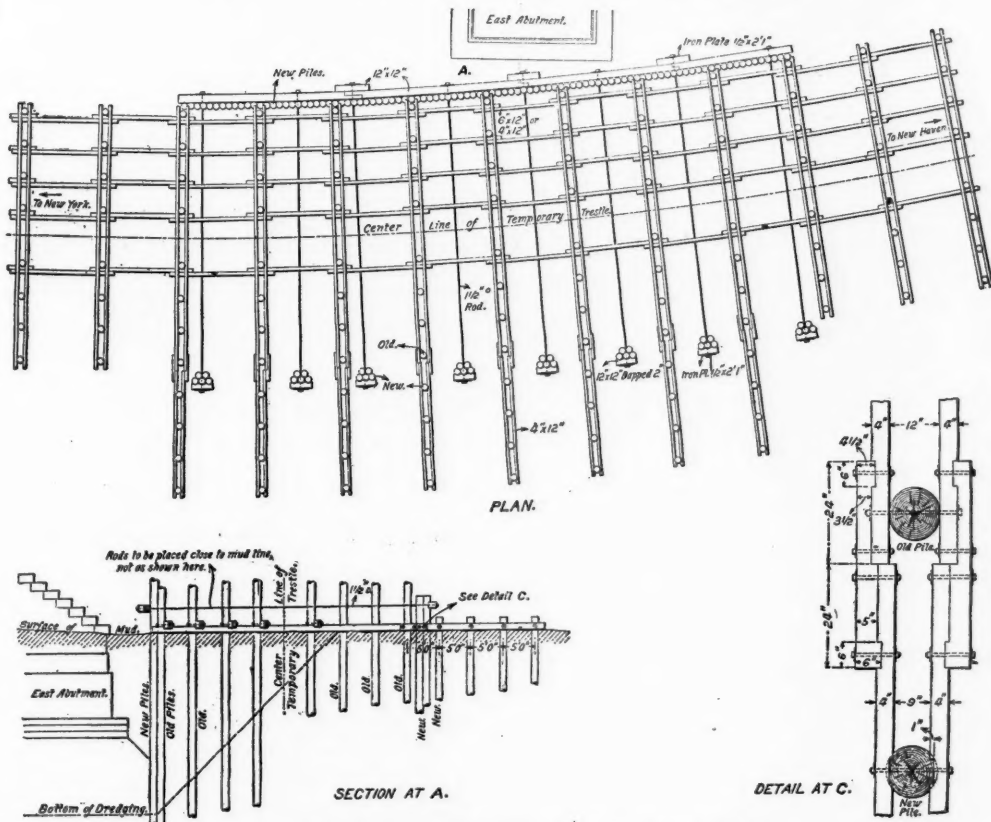 East Abutment.
Iron Plate 1/2"x2'1"
New Piles.
12"x12"
A.
6"x12" or
4"x12"
To New Haven
To New York.
Center Line of Temporary Trestle.
1 1/2" Rod.
Old.
New.
12"x12" Dapped 2"
Iron Pl. 1/2"x2'1"
4"x12"
PLAN.
Rods to be placed close to mud line,
not as shown here.
Line of
Trestle.
1 1/2"
See Detail C.
Surface of Mud.
5'0" 5'0" 5'0" 5'0"
East Abutment.
New Piles.
Old Piles.
Old.
Center
Temporary
Old.
Old.
Old.
New.
New.
Bottom of Dredging.
SECTION AT A.
4" 12" 4"
4 1/2"
6"
24"
3 1/2"
Old Pile.
24"
5"
6"
6"
4" 9" 4"
1"
New
Pile.
DETAIL AT C.